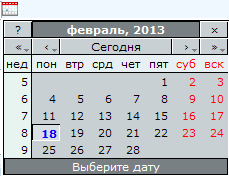 ? февраль, 2013 ×
« ‹ Сегодня › »
нед пон втр срд чет пят суб вск
5 1 2 3
6 4 5 6 7 8 9 10
7 11 12 13 14 15 16 17
8 18 19 20 21 22 23 24
9 25 26 27 28
Выберите дату